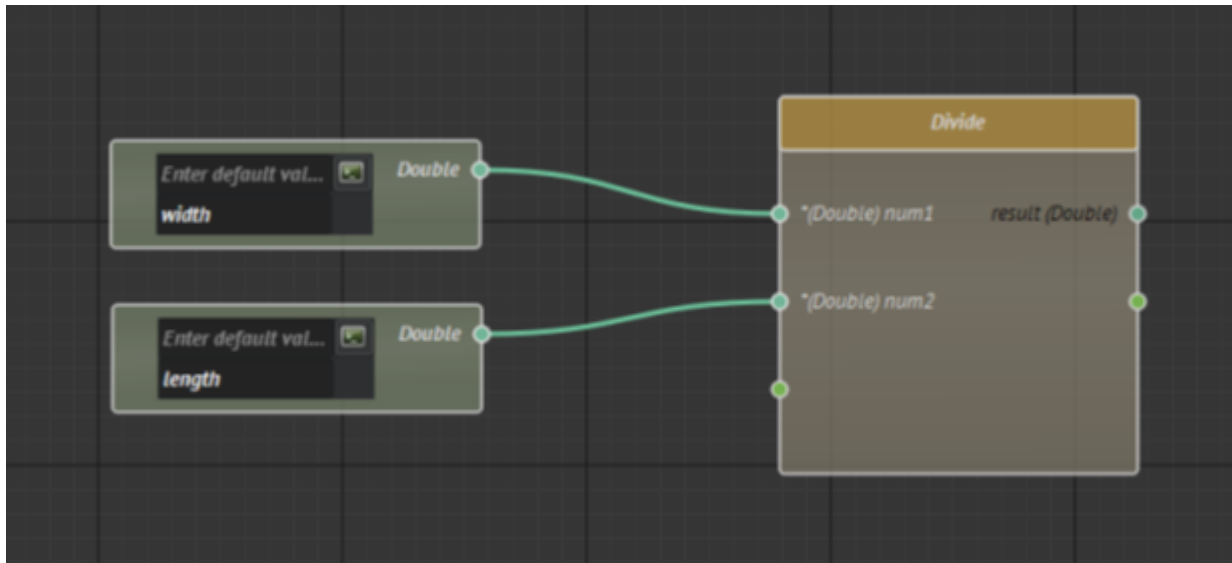 Enter default val...
width
Double
Enter default val...
length
Double
Divide
*(Double) num1
result (Double)
*(Double) num2